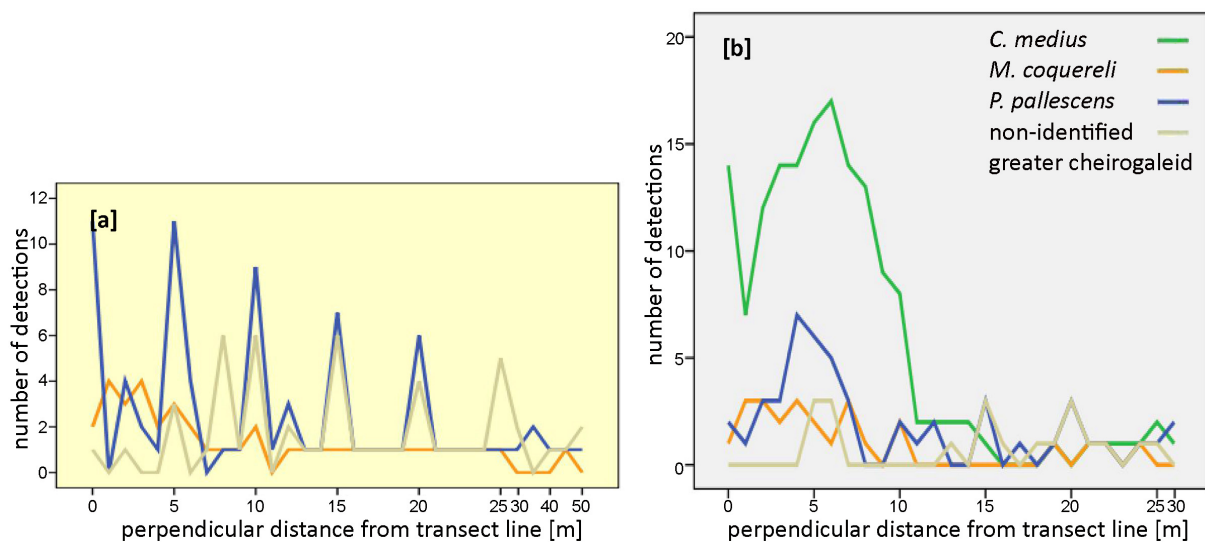 [a]
12
10
8
6
4
2
0
number of detections
0 5 10 15 20 25 30 40 50
perpendicular distance from transect line [m]
[b]
20
15
10
5
0
number of detections
C. medius
M. coquereli
P. pallescens
non-identified
greater cheirogaleid
0 5 10 15 20 25 30
perpendicular distance from transect line [m]